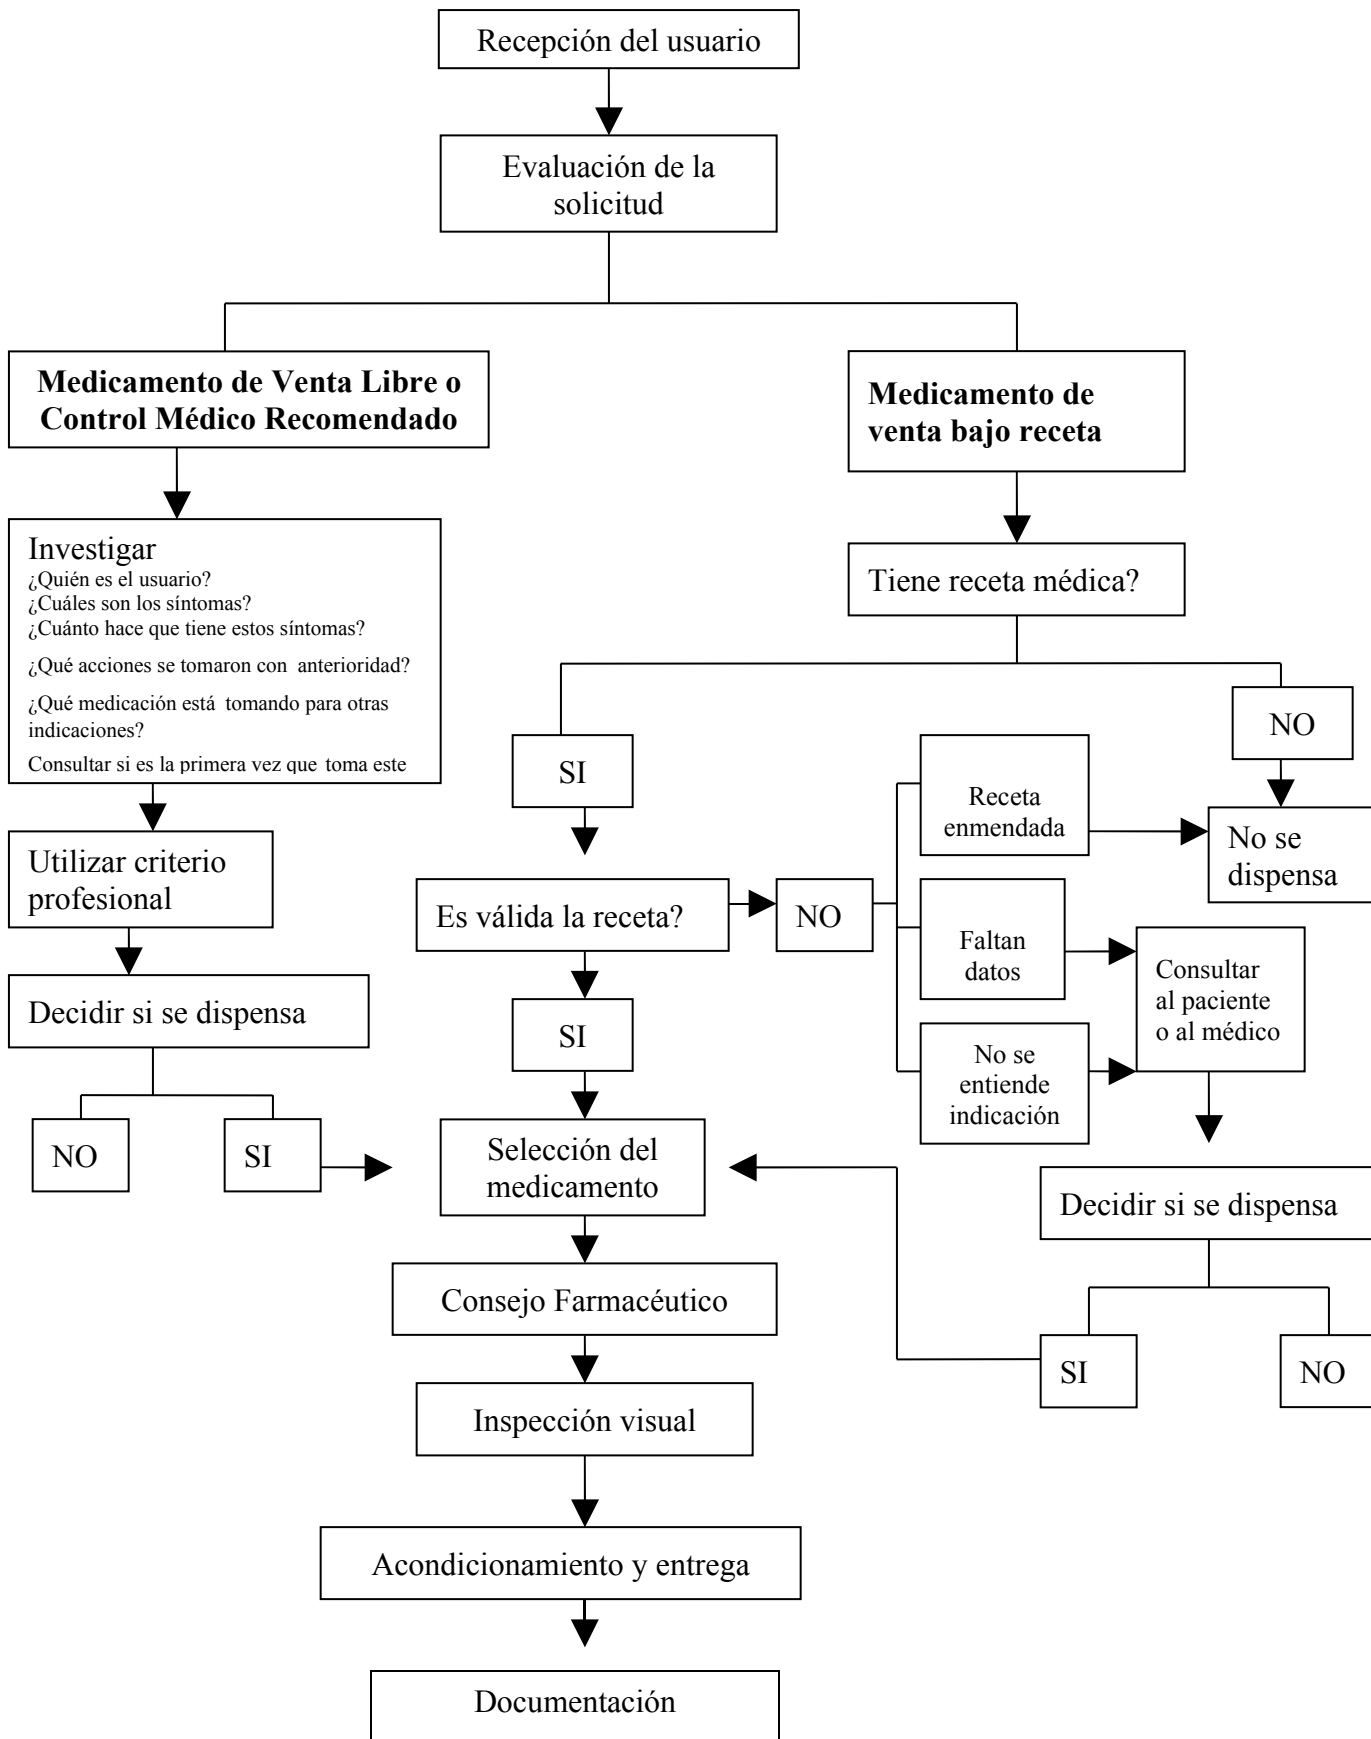 Recepción del usuario
Evaluación de la
solicitud
Medicamento de Venta Libre o
Control Médico Recomendado
Medicamento de
venta bajo receta
Investigar
¿Quién es el usuario?
¿Cuáles son los síntomas?
¿Cuánto hace que tiene estos síntomas?
¿Qué acciones se tomaron con anterioridad?
¿Qué medicación está tomando para otras
indicaciones?
Consultar si es la primera vez que toma este
Tiene receta médica?
SI
NO
Receta
enmendada
No se
dispensa
Utilizar criterio
profesional
Es válida la receta?
NO
Faltan
datos
Consultar
al paciente
o al médico
Decidir si se dispensa
SI
No se
entiende
indicación
NO
SI
Selección del
medicamento
Decidir si se dispensa
Consejo Farmacéutico
SI
NO
Inspección visual
Acondicionamiento y entrega
Documentación